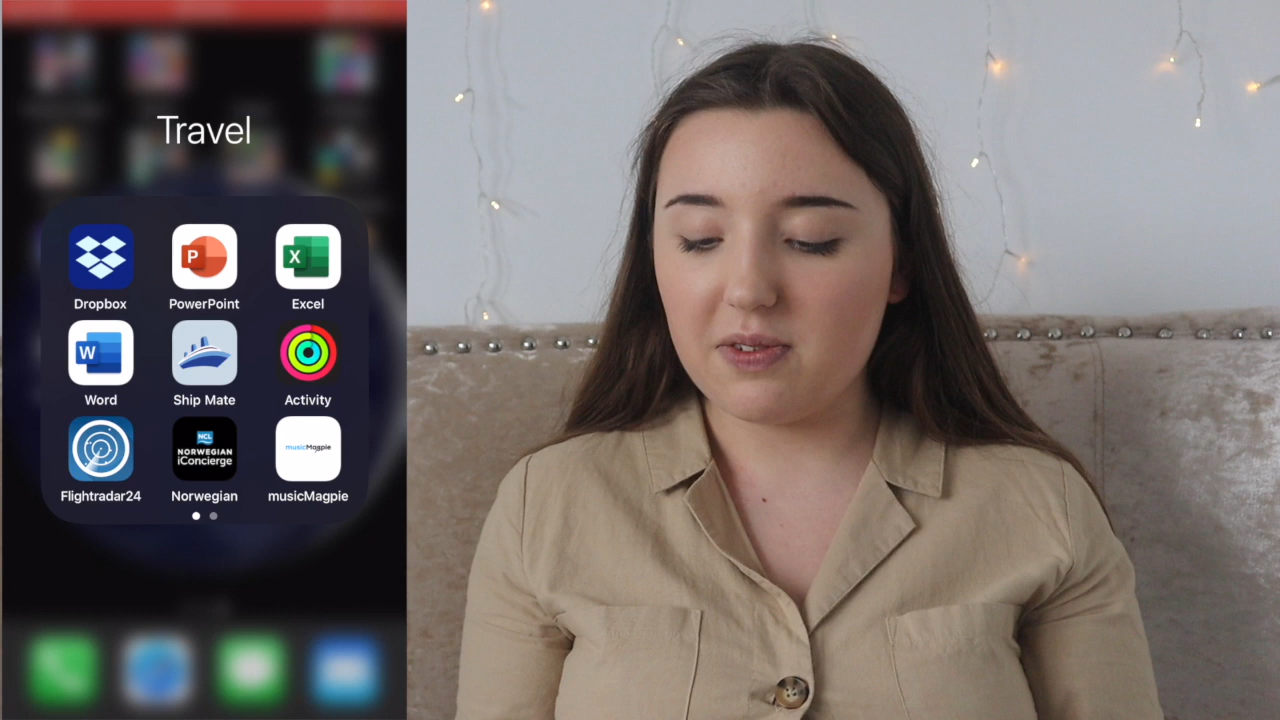 Travel
Dropbox
P
PowerPoint
X
Excel
W
Word
Ship Mate
Activity
Flightradar24
NCL
NORWEGIAN
iConcierge
Norwegian
musicMagpie
musicMagpie